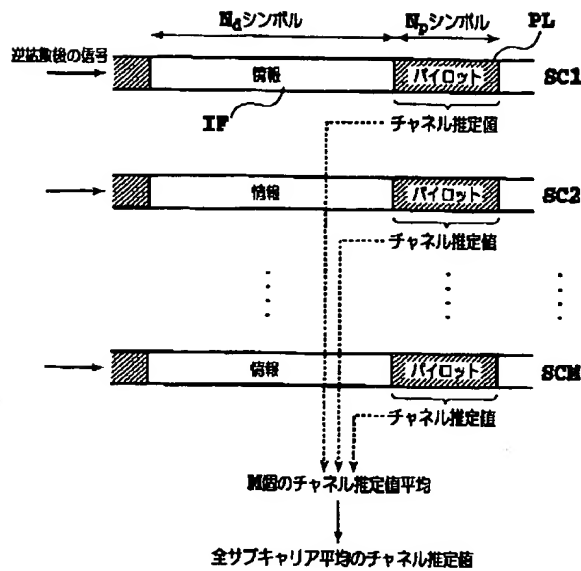 Ndシンボル Npシンボル PL
逆拡散後の信号
情報 パイロット SC1
IF チャネル推定値
情報 パイロット SC2
チャネル推定値
情報 パイロット SCM
チャネル推定値
M個のチャネル推定値平均
全サブキャリア平均のチャネル推定値